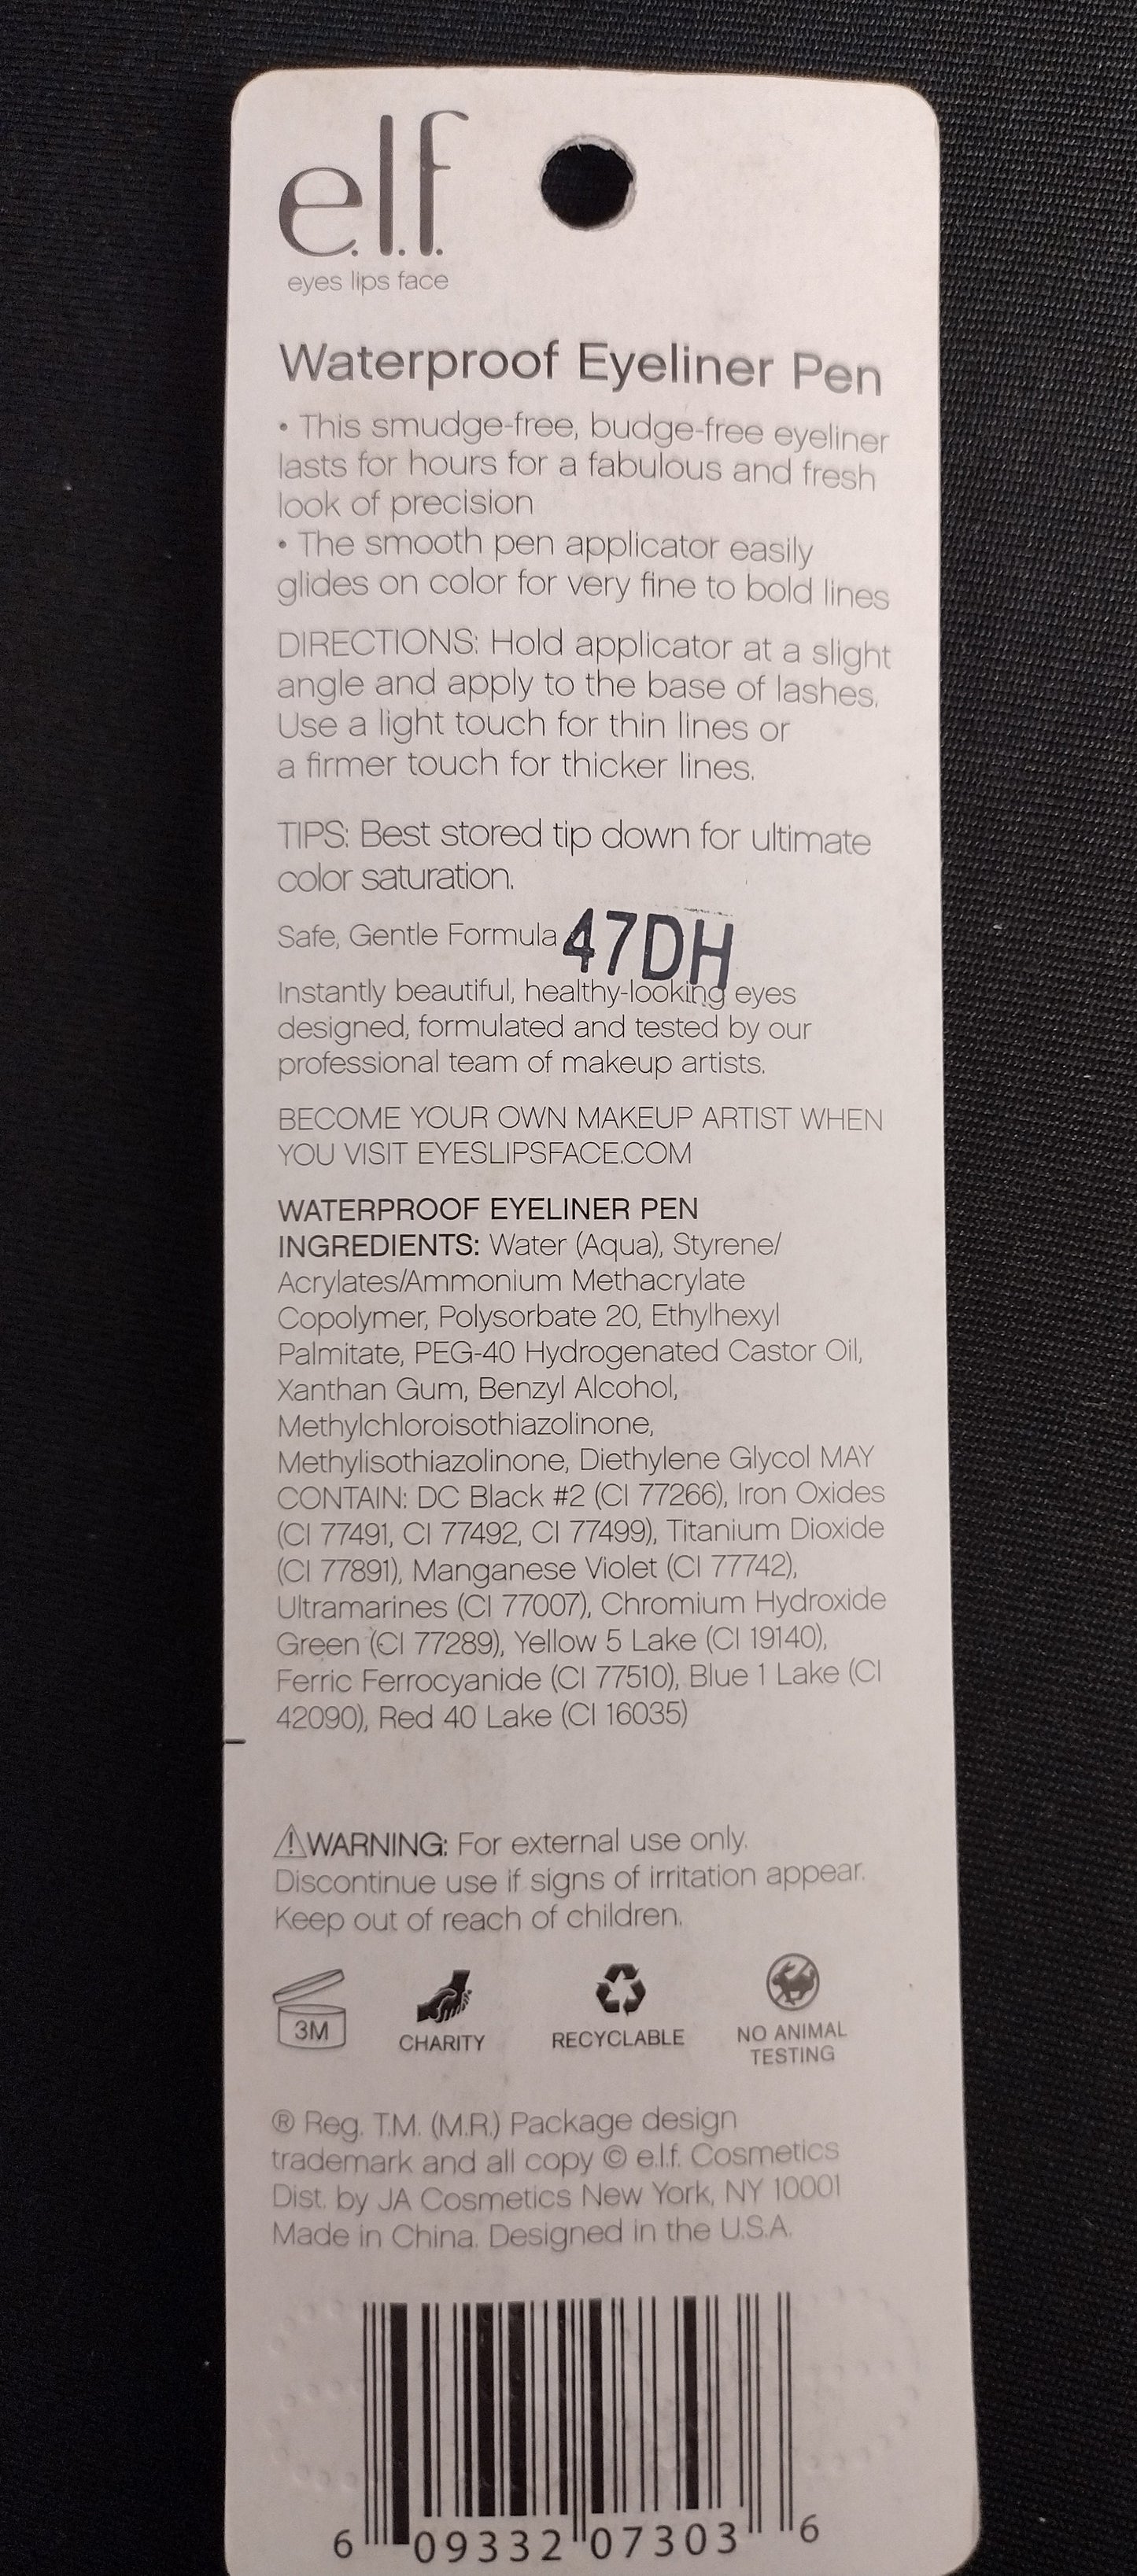 e.l.f.
eyes lips face
Waterproof Eyeliner Pen
• This smudge-free, budge-free eyeliner
lasts for hours for a fabulous and fresh
look of precision
• The smooth pen applicator easily
glides on color for very fine to bold lines
DIRECTIONS: Hold applicator at a slight
angle and apply to the base of lashes.
Use a light touch for thin lines or
a firmer touch for thicker lines.
TIPS: Best stored tip down for ultimate
color saturation.
Safe, Gentle Formula 47DH
Instantly beautiful, healthy-looking eyes
designed, formulated and tested by our
professional team of makeup artists.
BECOME YOUR OWN MAKEUP ARTIST WHEN
YOU VISIT EYESLIPSFACE.COM
WATERPROOF EYELINER PEN
INGREDIENTS: Water (Aqua), Styrene/
Acrylates/Ammonium Methacrylate
Copolymer, Polysorbate 20, Ethylhexyl
Palmitate, PEG-40 Hydrogenated Castor Oil,
Xanthan Gum, Benzyl Alcohol,
Methylchloroisothiazolinone,
Methylisothiazolinone, Diethylene Glycol MAY
CONTAIN: DC Black #2 (CI 77266), Iron Oxides
(CI 77491, CI 77492, CI 77499), Titanium Dioxide
(CI 77891), Manganese Violet (CI 77742),
Ultramarines (CI 77007), Chromium Hydroxide
Green (CI 77289), Yellow 5 Lake (CI 19140),
Ferric Ferrocyanide (CI 77510), Blue 1 Lake (CI
42090), Red 40 Lake (CI 16035)
⚠WARNING: For external use only.
Discontinue use if signs of irritation appear.
Keep out of reach of children.
3M
CHARITY
RECYCLABLE
NO ANIMAL
TESTING
® Reg. T.M. (M.R.) Package design
trademark and all copy © e.l.f. Cosmetics
Dist. by JA Cosmetics New York, NY 10001
Made in China. Designed in the U.S.A.
6 09332 07303 6